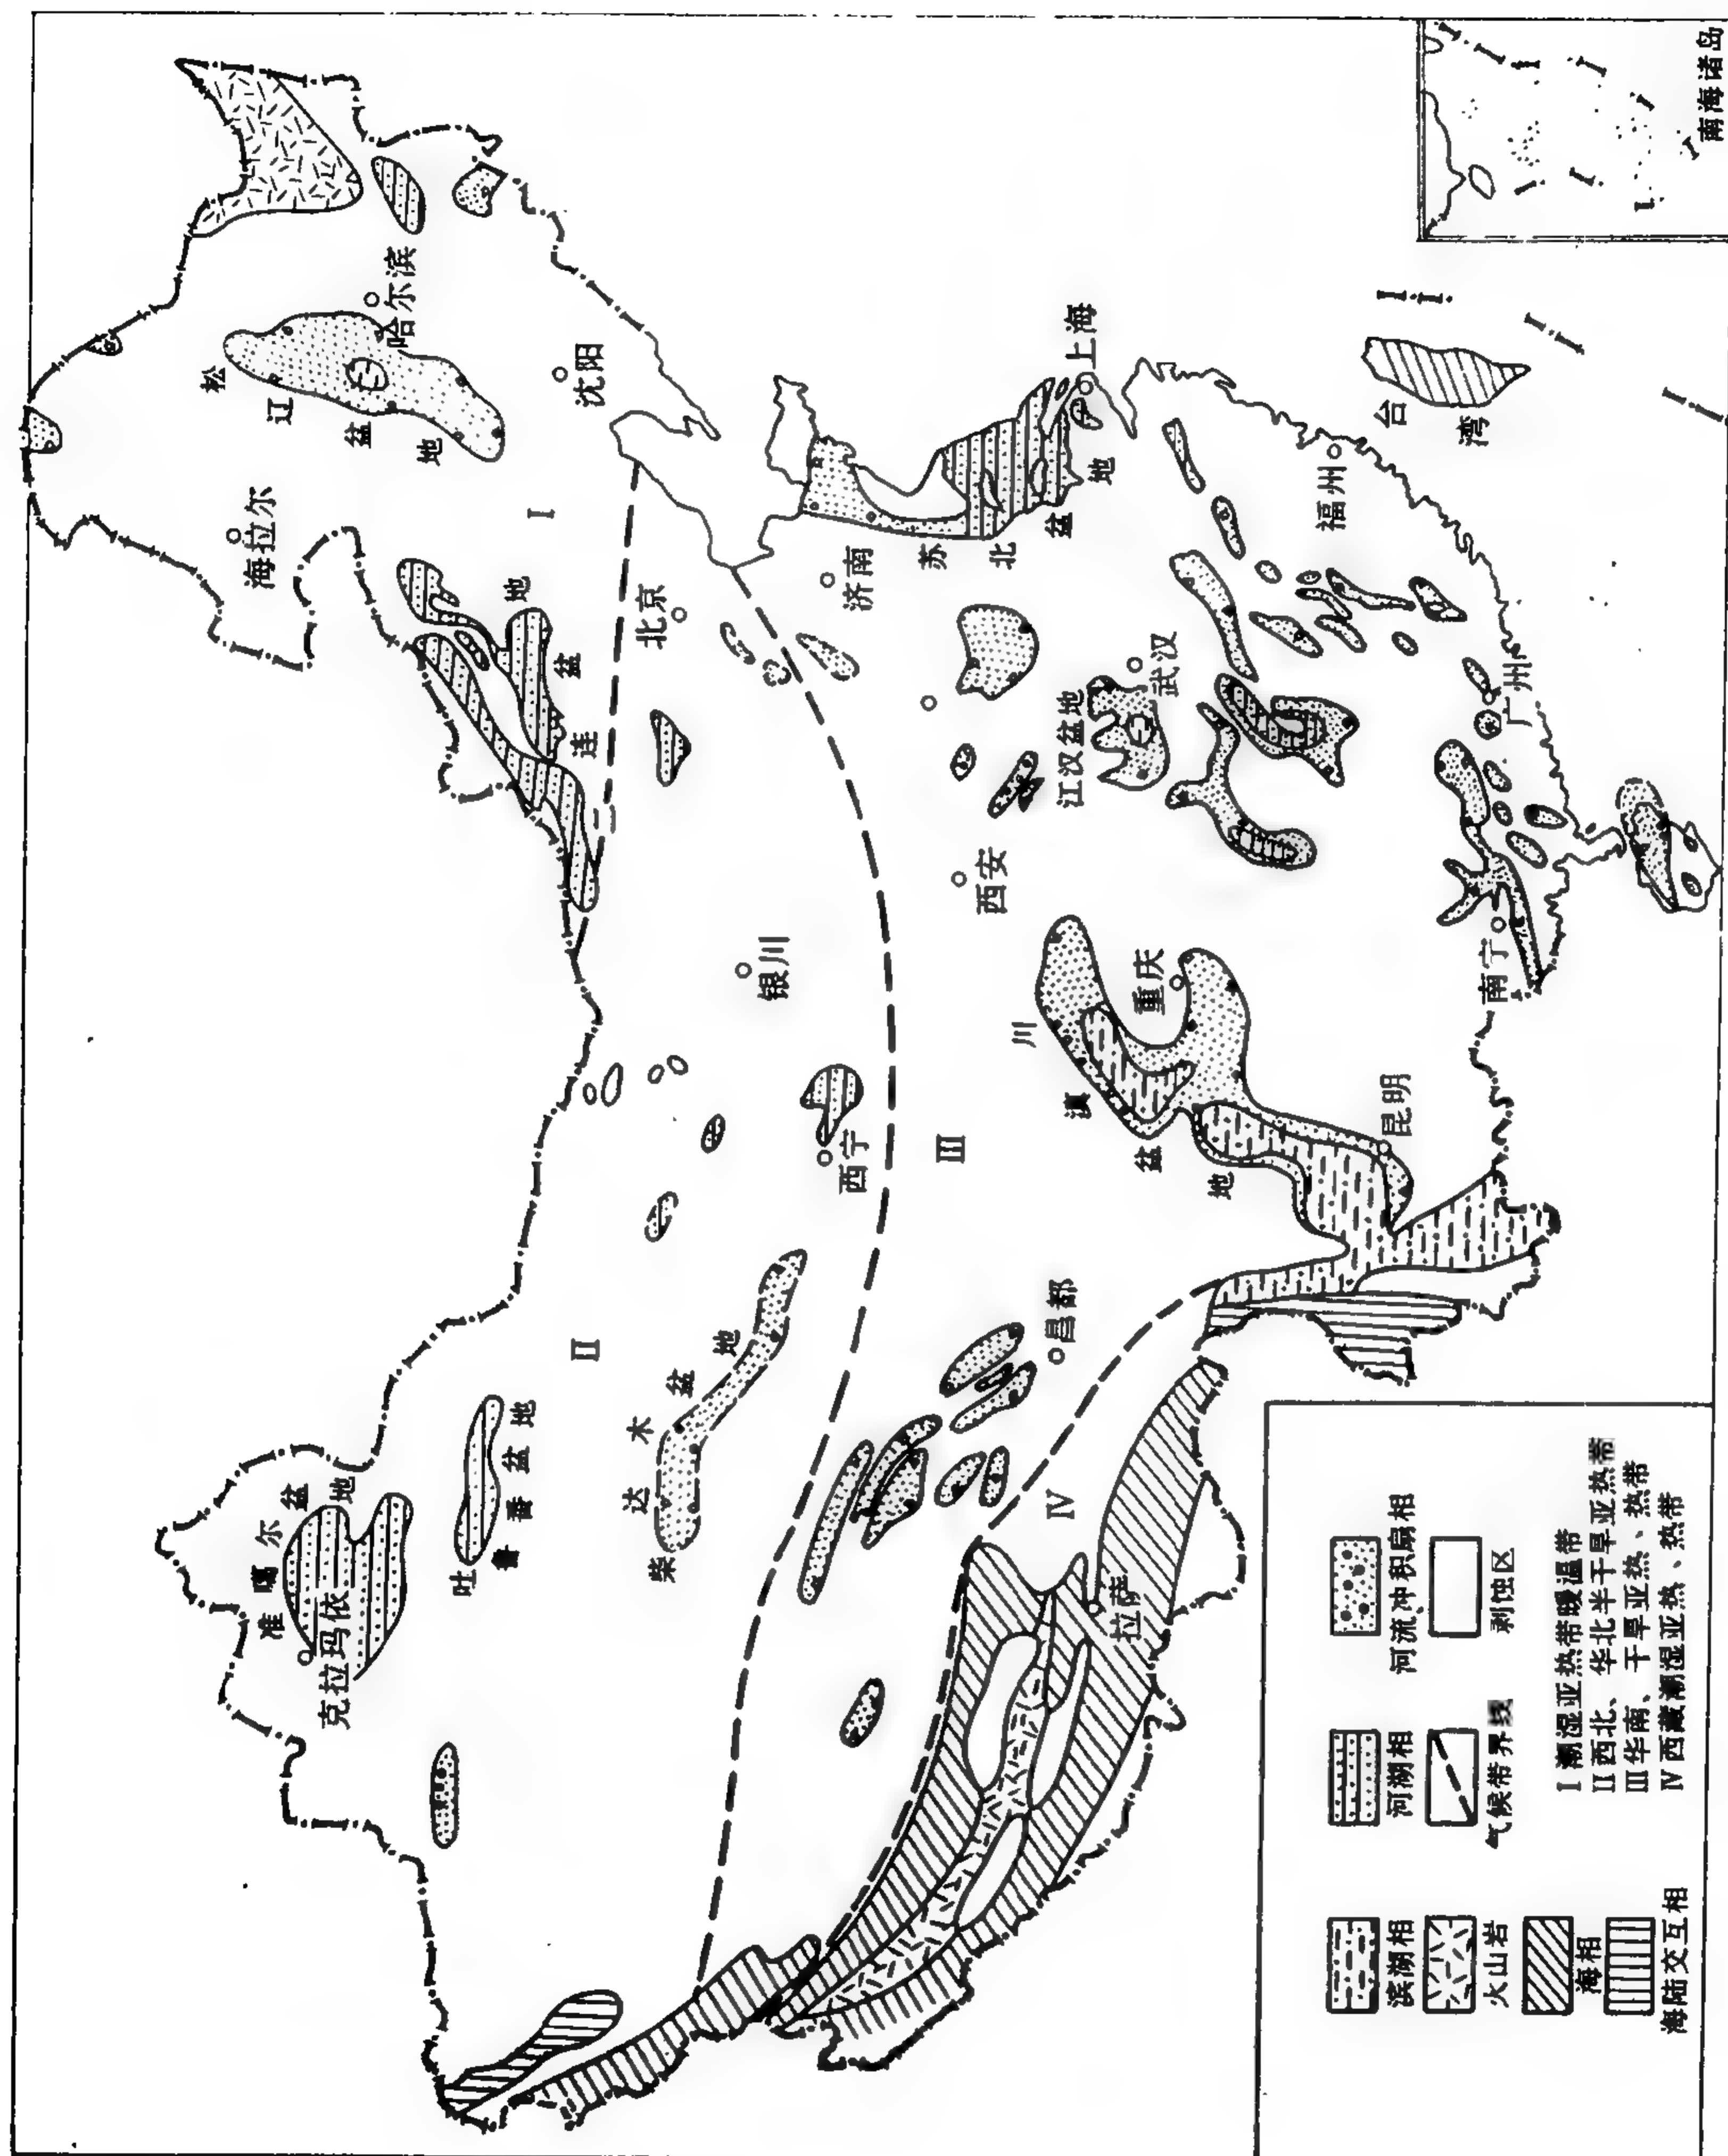 海拉尔
松辽盆地
哈尔滨
沈阳
I
二连盆地
北京
济南
苏北盆地
上海
准噶尔盆地
克拉玛依
吐鲁番盆地
II
柴达木盆地
西宁
银川
西安
III
昌都
IV
拉萨
江汉盆地
武汉
川滇盆地
重庆
昆明
南宁
广州
福州
台湾
南海诸岛
滨湖相
河湖相
河流冲积扇相
火山岩
气候带界线
剥蚀区
海相
海陆交互相
I 潮湿亚热带暖温带
II 西北、华北半干旱亚热带
III 华南、干旱亚热、热带
IV 西藏潮湿亚热、热带